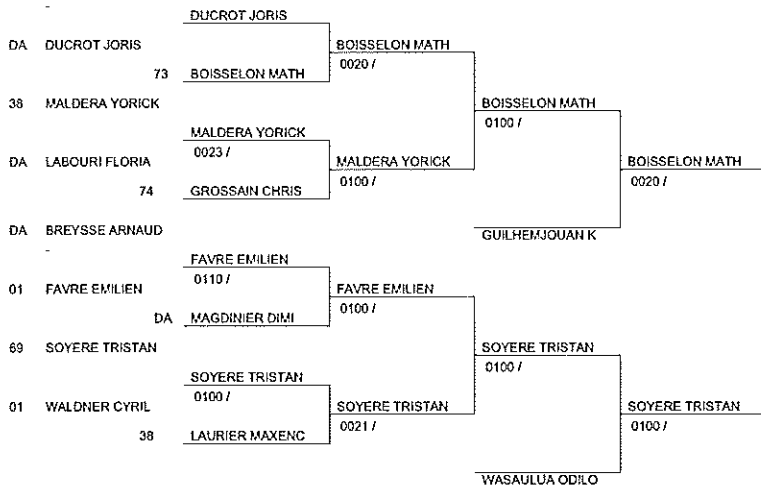 -
DUCROT JORIS
DA DUCROT JORIS
BOISSELON MATH
0020 /
73 BOISSELON MATH
38 MALDERA YORICK
BOISSELON MATH
0100 /
MALDERA YORICK
0023 /
DA LABOURI FLORIA
MALDERA YORICK
0100 /
BOISSELON MATH
0020 /
74 GROSSAIN CHRIS
DA BREYSSE ARNAUD
GUILHEMJOUAN K
-
FAVRE EMILIEN
0110 /
01 FAVRE EMILIEN
FAVRE EMILIEN
0100 /
DA MAGDINIER DIMI
69 SOYERE TRISTAN
SOYERE TRISTAN
0100 /
SOYERE TRISTAN
0100 /
01 WALDNER CYRIL
SOYERE TRISTAN
0021 /
SOYERE TRISTAN
0100 /
38 LAURIER MAXENC
WASAULUA ODILO